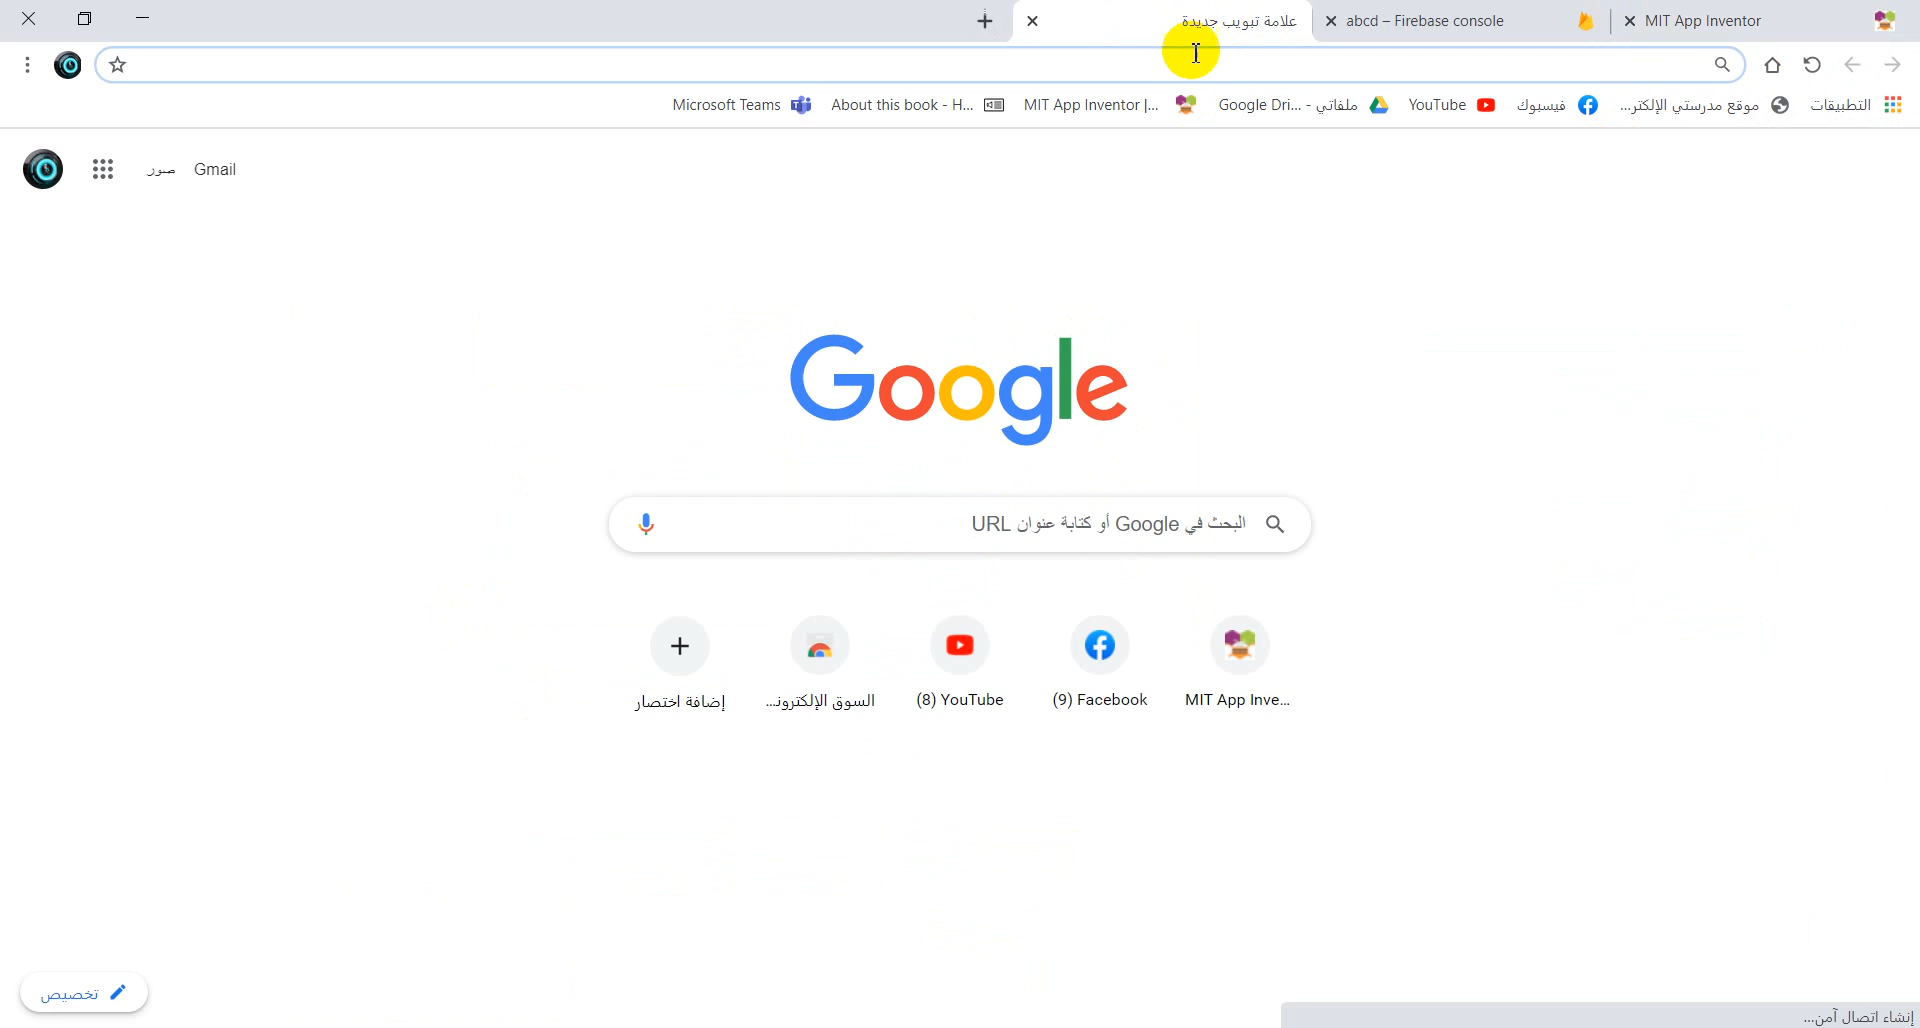 MIT App Inventor
abcd – Firebase console
علامة تبويب جديدة
التطبيقات
موقع مدرستي الإلكتر...
فيسبوك
YouTube
ملفاتي - Google Dri...
MIT App Inventor |...
About this book - H...
Microsoft Teams
Gmail
صور
Google
البحث في Google أو كتابة عنوان URL
MIT App Inve...
(9) Facebook
(8) YouTube
السوق الإلكترونـ...
إضافة اختصار
تخصيص
إنشاء اتصال آمن...